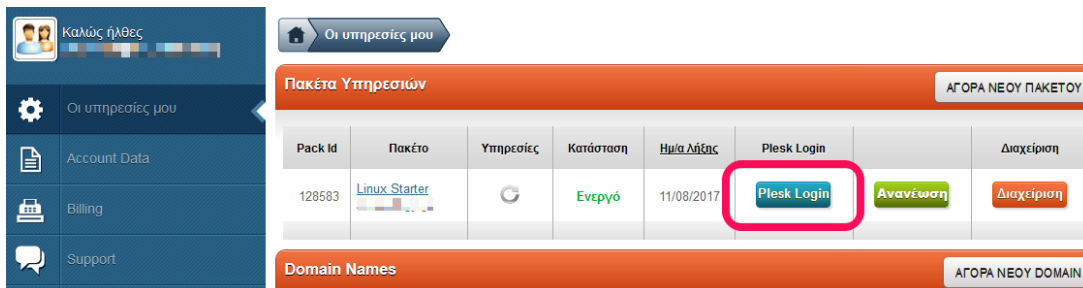 Καλώς ήλθες
Οι υπηρεσίες μου
Account Data
Billing
Support
Οι υπηρεσίες μου
Πακέτα Υπηρεσιών
ΑΓΟΡΑ ΝΕΟΥ ΠΑΚΕΤΟΥ
Pack Id Πακέτο Υπηρεσίες Κατάσταση Ημ/α Λήξης Plesk Login Διαχείριση
128583 Linux Starter Ενεργό 11/08/2017 Plesk Login Ανανέωση Διαχείριση
Domain Names
ΑΓΟΡΑ ΝΕΟΥ DOMAIN